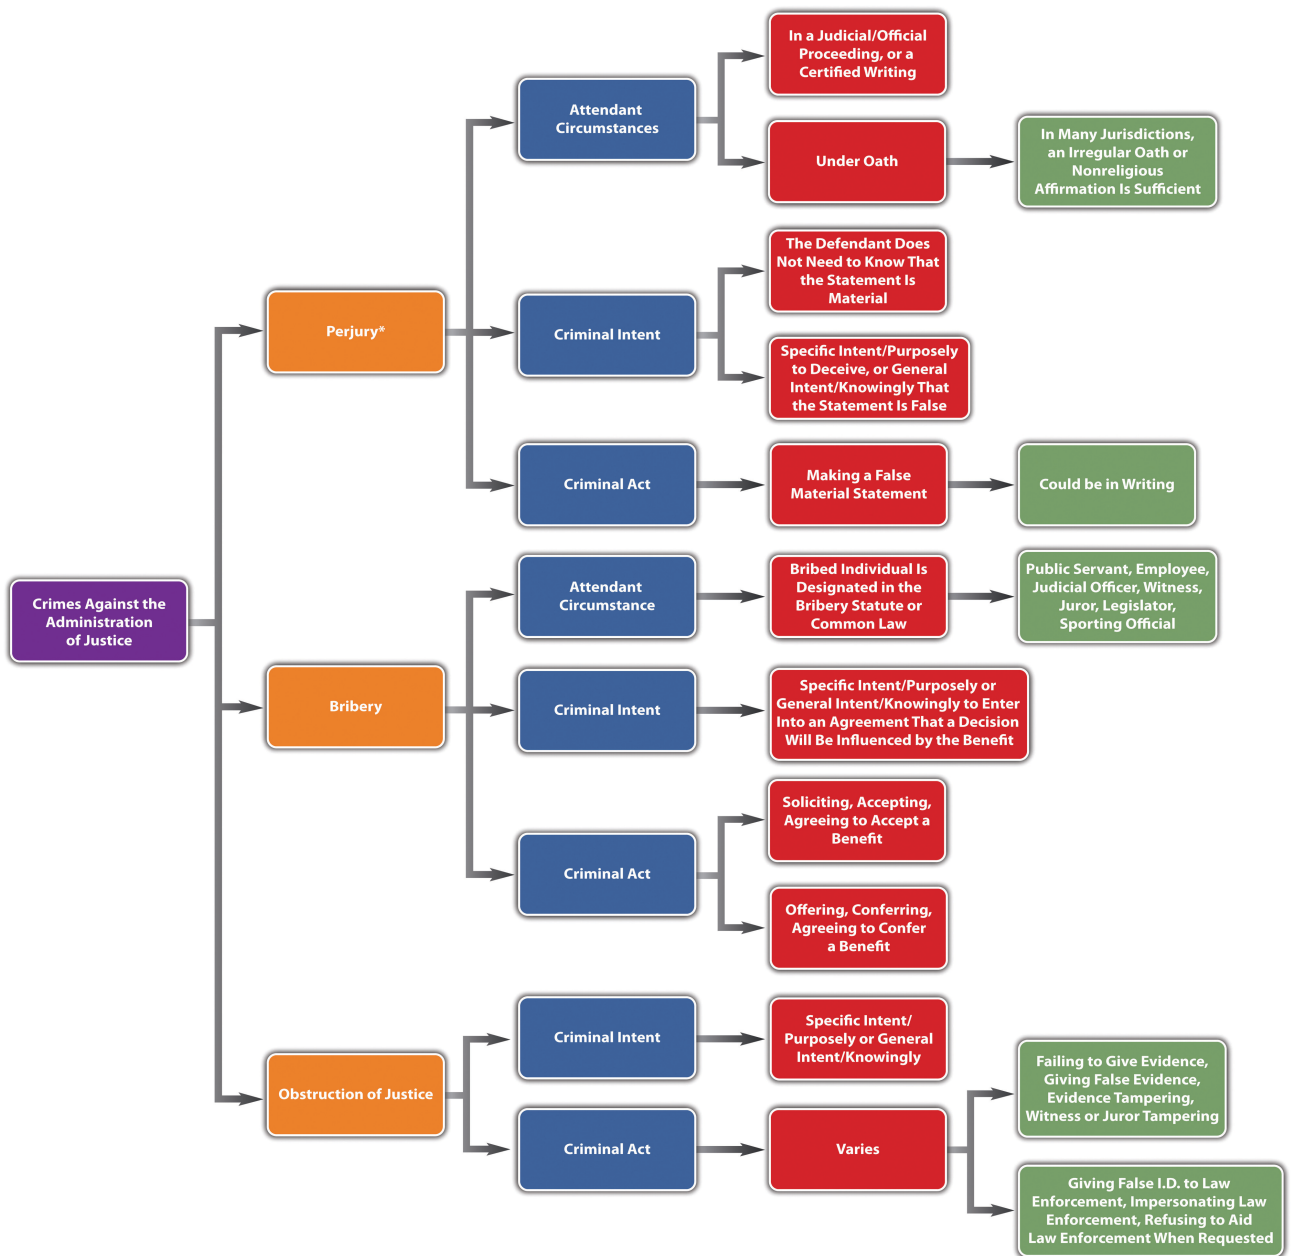 Crimes Against the
Administration
of Justice
Perjury*
Attendant
Circumstances
In a Judicial/Official
Proceeding, or a
Certified Writing
Under Oath
In Many Jurisdictions,
an Irregular Oath or
Nonreligious
Affirmation Is Sufficient
Criminal Intent
The Defendant Does
Not Need to Know That
the Statement Is
Material
Specific Intent/Purposely
to Deceive, or General
Intent/Knowingly That
the Statement Is False
Criminal Act
Making a False
Material Statement
Could be in Writing
Bribery
Attendant
Circumstance
Bribed Individual Is
Designated in the
Bribery Statute or
Common Law
Public Servant, Employee,
Judicial Officer, Witness,
Juror, Legislator,
Sporting Official
Criminal Intent
Specific Intent/Purposely or
General Intent/Knowingly to Enter
Into an Agreement That a Decision
Will Be Influenced by the Benefit
Criminal Act
Soliciting, Accepting,
Agreeing to Accept a
Benefit
Offering, Conferring,
Agreeing to Confer
a Benefit
Obstruction of Justice
Criminal Intent
Specific Intent/
Purposely or General
Intent/Knowingly
Criminal Act
Varies
Failing to Give Evidence,
Giving False Evidence,
Evidence Tampering,
Witness or Juror Tampering
Giving False I.D. to Law
Enforcement, Impersonating Law
Enforcement, Refusing to Aid
Law Enforcement When Requested